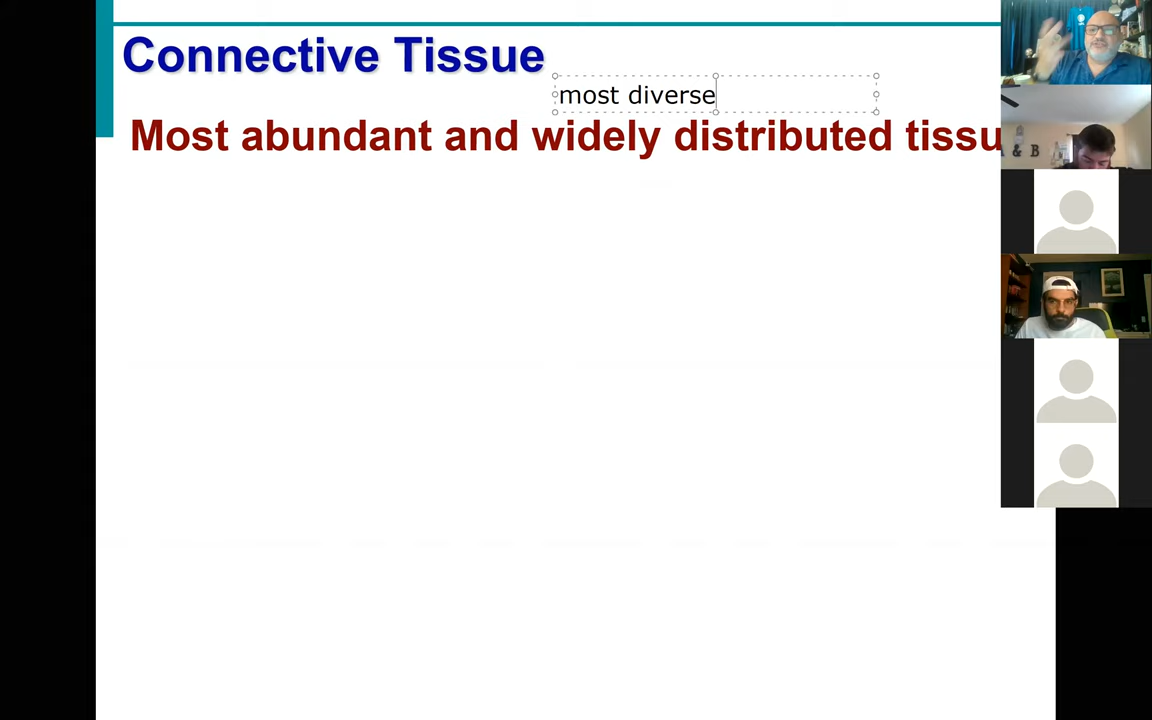 Connective Tissue
most diverse
Most abundant and widely distributed tissu
& B